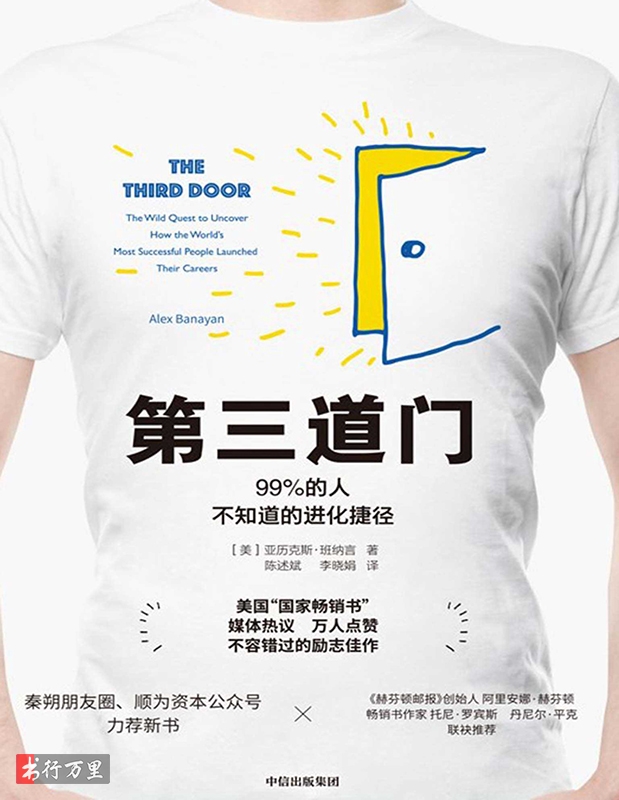 THE
THIRD DOOR
The Wild Quest to Uncover
How the World's
Most Successful People Launched
Their Careers
Alex Banayan
第三道门
99%的人
不知道的进化捷径
［美］亚历克斯·班纳言 著
陈述斌 李晓娟 译
美国“国家畅销书”
媒体热议 万人点赞
不容错过的励志佳作
秦朔朋友圈、顺为资本公众号
力荐新书
×
《赫芬顿邮报》创始人 阿里安娜·赫芬顿
畅销书作家 托尼·罗宾斯 丹尼尔·平克
联袂推荐
书行万里
中信出版集团